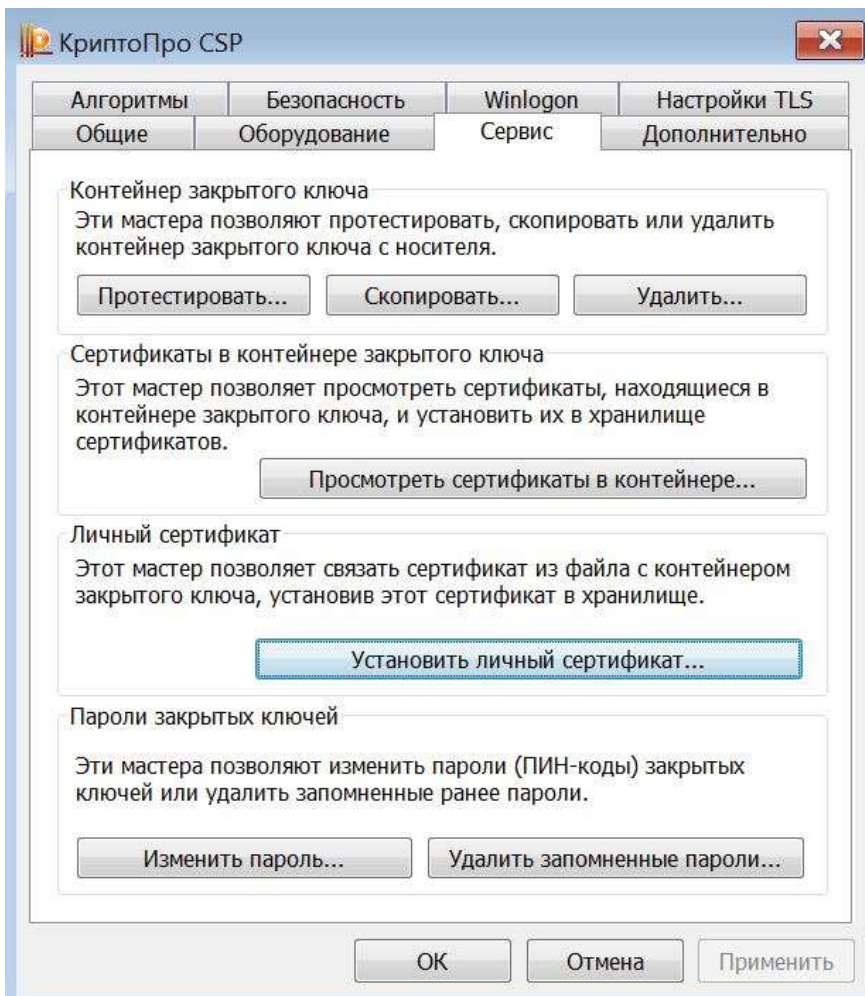 КриптоПро CSP
Алгоритмы Безопасность Winlogon Настройки TLS
Общие Оборудование Сервис Дополнительно
Контейнер закрытого ключа
Эти мастера позволяют протестировать, скопировать или удалить
контейнер закрытого ключа с носителя.
Протестировать... Скопировать... Удалить...
Сертификаты в контейнере закрытого ключа
Этот мастер позволяет просмотреть сертификаты, находящиеся в
контейнере закрытого ключа, и установить их в хранилище
сертификатов.
Просмотреть сертификаты в контейнере...
Личный сертификат
Этот мастер позволяет связать сертификат из файла с контейнером
закрытого ключа, установив этот сертификат в хранилище.
Установить личный сертификат...
Пароли закрытых ключей
Эти мастера позволяют изменить пароли (ПИН-коды) закрытых
ключей или удалить запомненные ранее пароли.
Изменить пароль... Удалить запомненные пароли...
ОК Отмена Применить